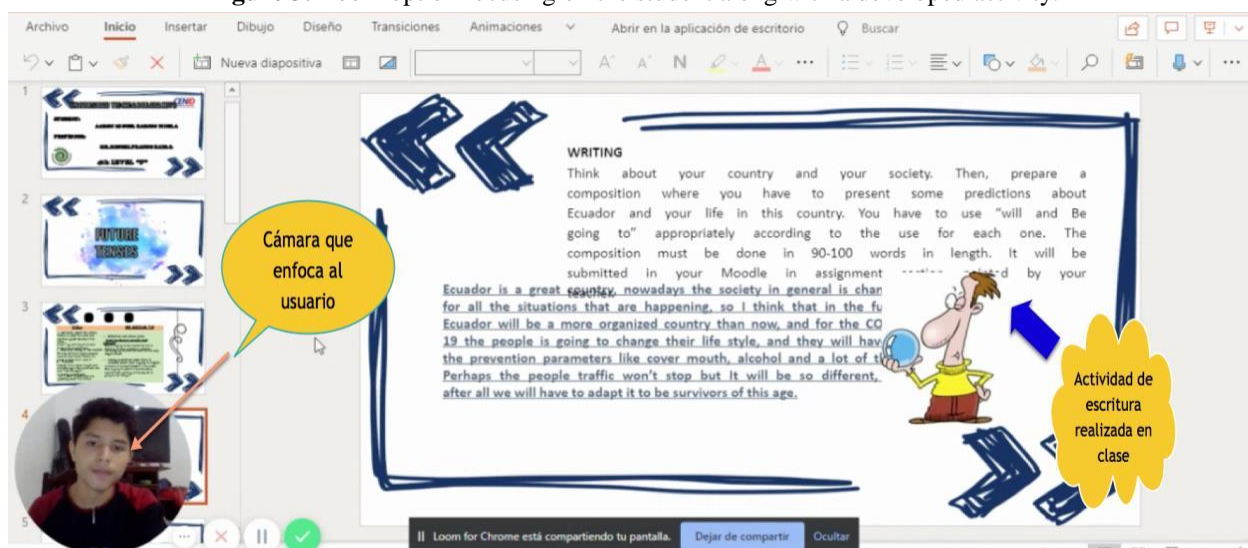 Archivo Inicio Insertar Dibujo Diseño Transiciones Animaciones Abrir en la aplicación de escritorio Buscar
Nueva diapositiva N
1
2
FUTURE
TENSES
3
4
5
Cámara que
enfoca al
usuario
WRITING
Think about your country and your society. Then, prepare a
composition where you have to present some predictions about
Ecuador and your life in this country. You have to use “will and Be
going to” appropriately according to the use for each one. The
composition must be done in 90-100 words in length. It will be
submitted in your Moodle in assignment by your
Ecuador is a great country, nowadays the society in general is chan
for all the situations that are happening, so I think that in the fu
Ecuador will be a more organized country than now, and for the CO
19 the people is going to change their life style, and they will hav
the prevention parameters like cover mouth, alcohol and a lot of
Perhaps the people traffic won't stop but It will be so different,
after all we will have to adapt it to be survivors of this age.
Actividad de
escritura
realizada en
clase
Loom for Chrome está compartiendo tu pantalla. Dejar de compartir Ocultar